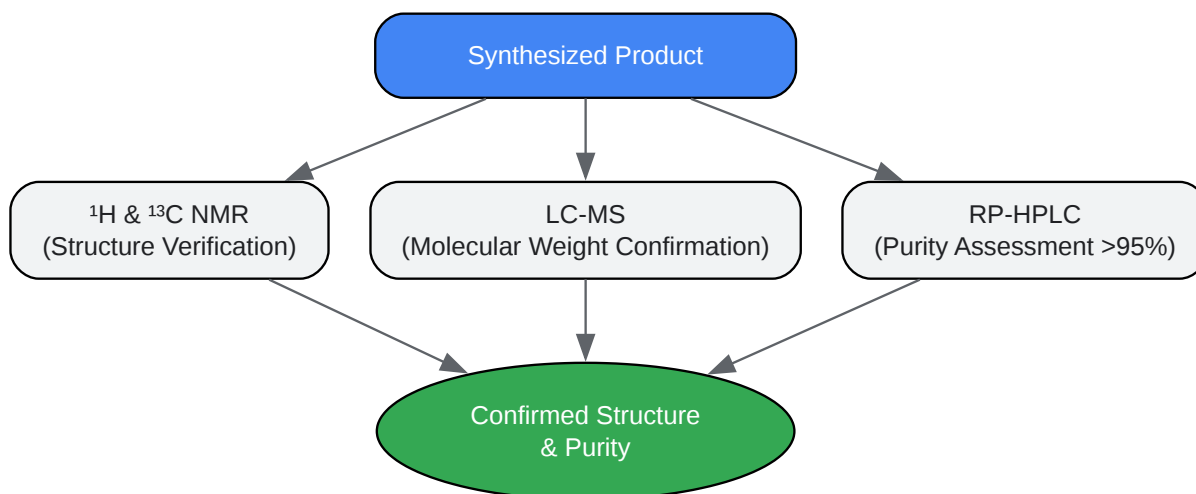 Synthesized Product
¹H & ¹³C NMR
(Structure Verification)
LC-MS
(Molecular Weight Confirmation)
RP-HPLC
(Purity Assessment >95%)
Confirmed Structure
& Purity